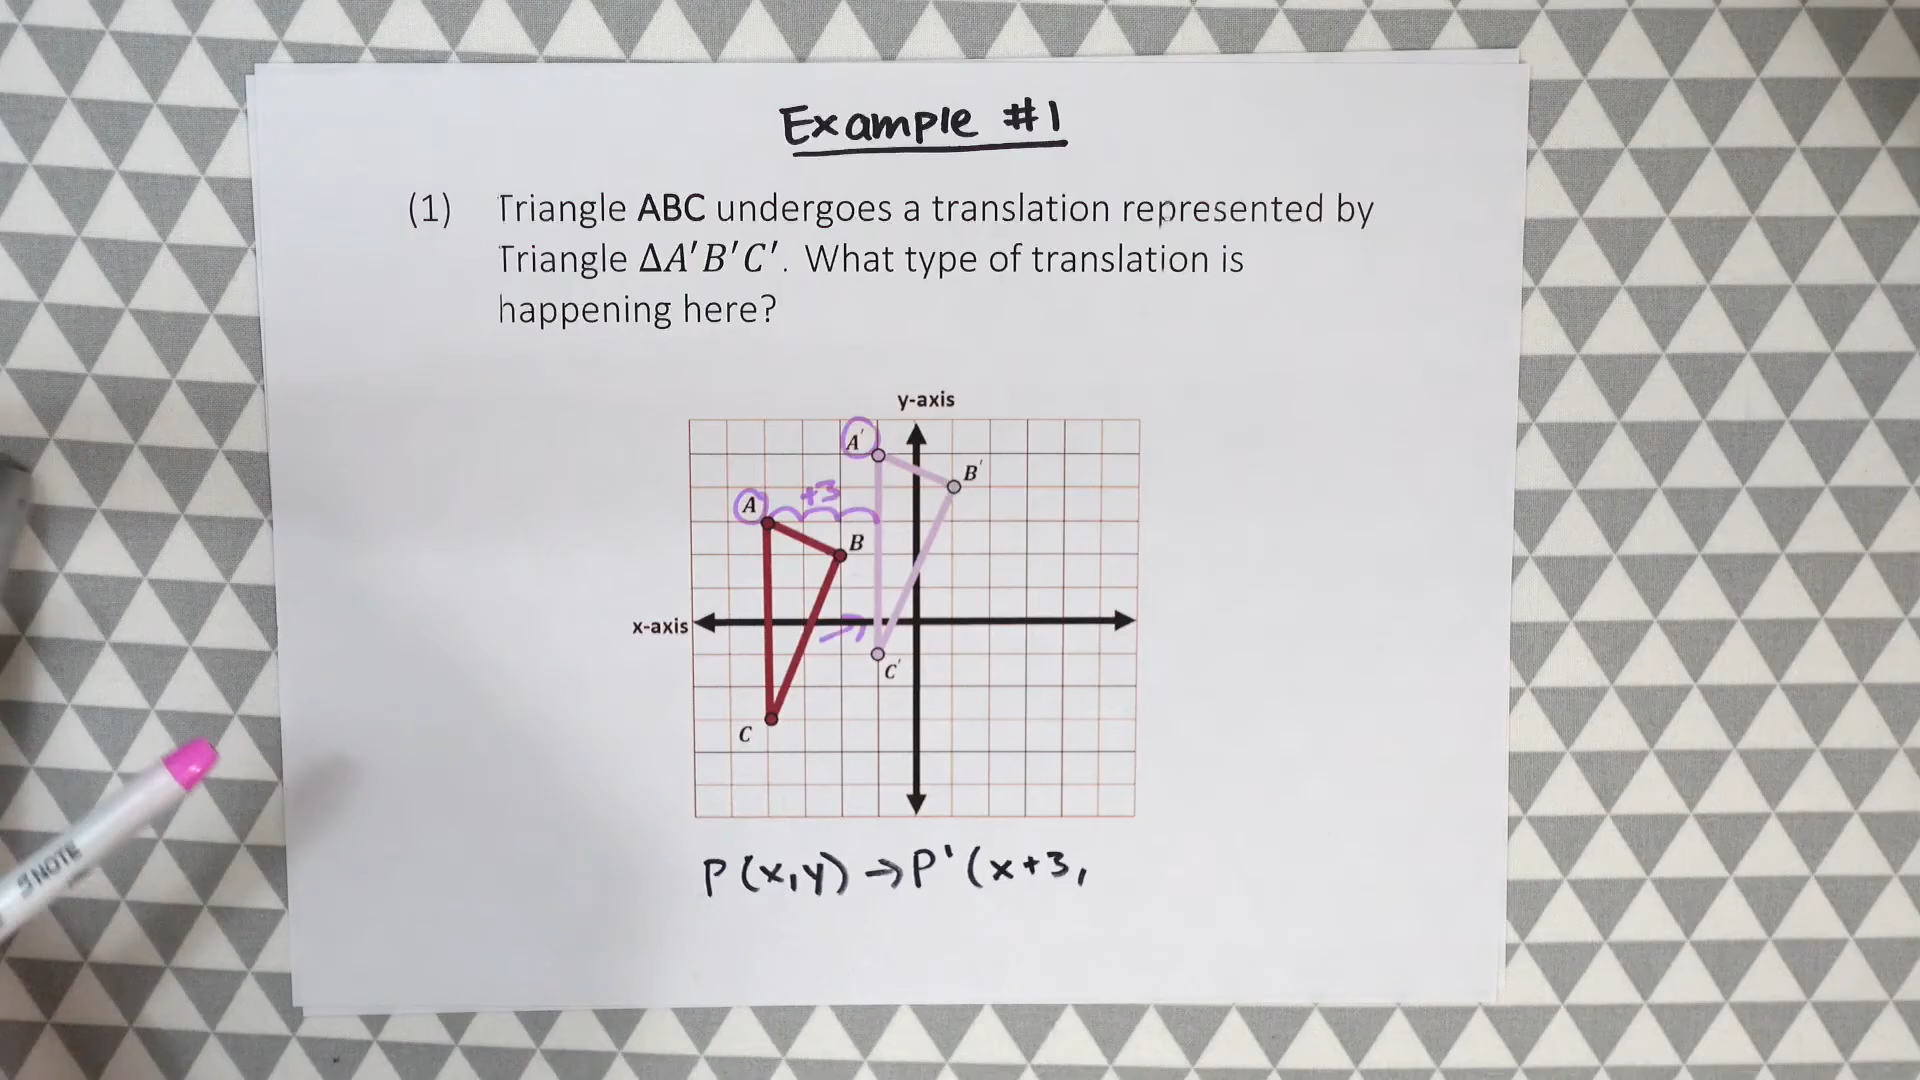 Example #1
(1) Triangle ABC undergoes a translation represented by
Triangle ΔA′B′C′. What type of translation is
happening here?
y-axis
A′
B′
+3
A
B
x-axis
C′
C
P(x,y)→P'(x+3,
NOTE